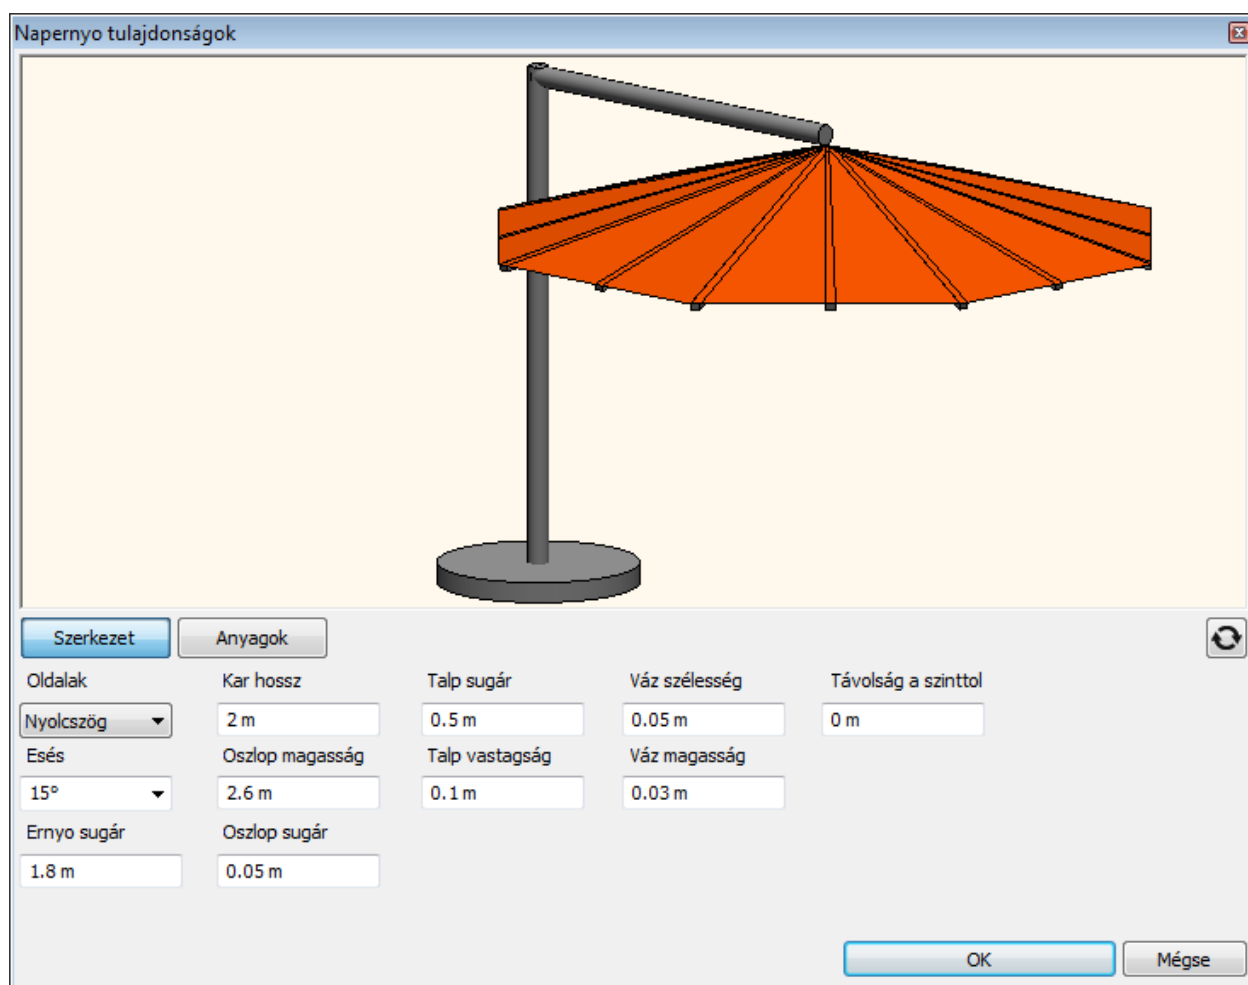 Napernyo tulajdonságok
Szerkezet Anyagok
Oldalak Kar hossz Talp sugár Váz szélesség Távolság a szinttol
Nyolcszög 2 m 0.5 m 0.05 m 0 m
Esés Oszlop magasság Talp vastagság Váz magasság
15° 2.6 m 0.1 m 0.03 m
Ernyo sugár Oszlop sugár
1.8 m 0.05 m
OK Mégse